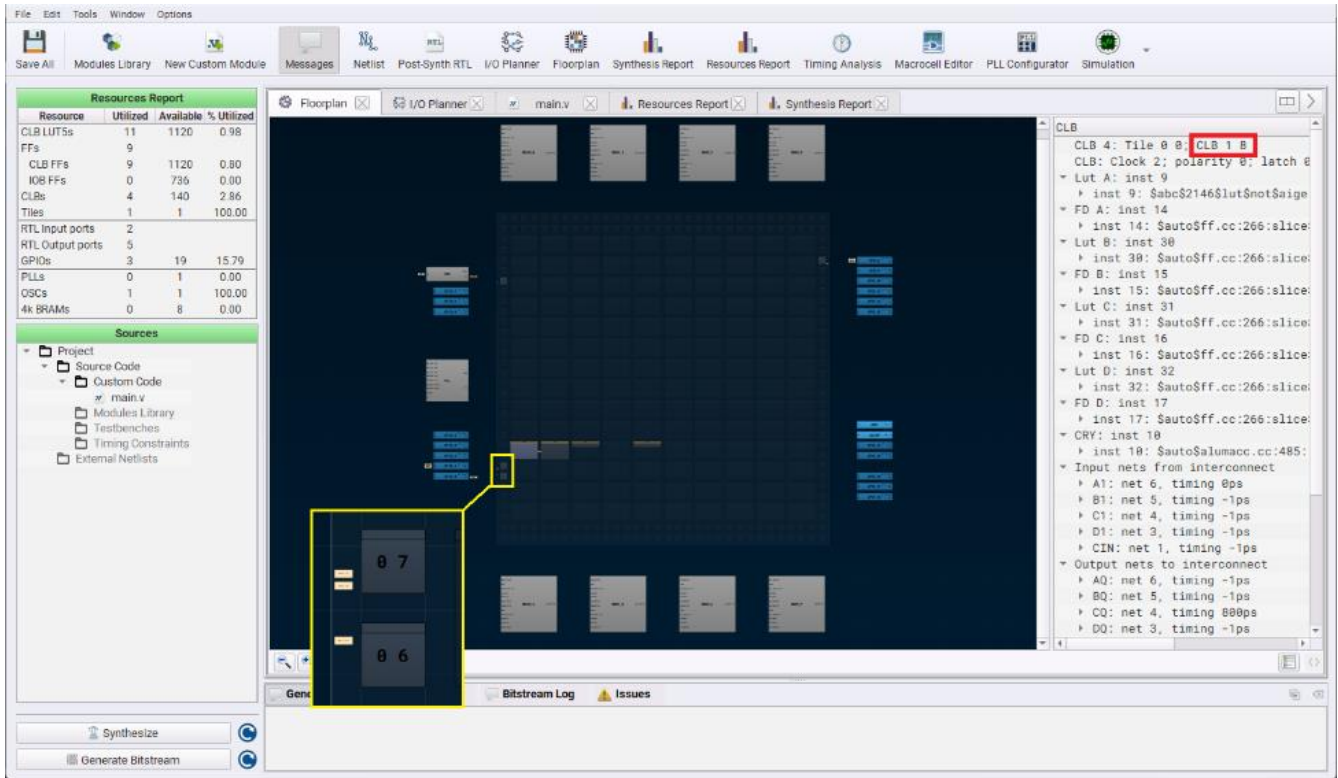 File Edit Tools Window Options
Save All Modules Library New Custom Module Messages Netlist Post-Synth RTL I/O Planner Floorplan Synthesis Report Resources Report Timing Analysis Macrocell Editor PLL Configurator Simulation
Resources Report
Resource Utilized Available % Utilized
CLB LUT5s 11 1120 0.98
FFs 9
CLB FFs 9 1120 0.80
IOB FFs 0 736 0.00
CLBs 4 140 2.86
Tiles 1 1 100.00
RTL Input ports 2
RTL Output ports 5
GPIOs 3 19 15.79
PLLs 0 1 0.00
OSCs 1 1 100.00
4k BRAMs 0 8 0.00
Sources
Project
Source Code
Custom Code
main.v
Modules Library
Testbenches
Timing Constraints
External Netlists
Synthesize
Generate Bitstream
Floorplan I/O Planner main.v Resources Report Synthesis Report
0 7
0 6
CLB
CLB 4: Tile 0 0; CLB 1 8
CLB: Clock 2; polarity 0; latch 0
Lut A: inst 9
inst 9: $abc$2146$lut$not$aige
FD A: inst 14
inst 14: $auto$ff.cc:266:slice:
Lut B: inst 30
inst 30: $auto$ff.cc:266:slice:
FD B: inst 15
inst 15: $auto$ff.cc:266:slice:
Lut C: inst 31
inst 31: $auto$ff.cc:266:slice:
FD C: inst 16
inst 16: $auto$ff.cc:266:slice:
Lut D: inst 32
inst 32: $auto$ff.cc:266:slice:
FD D: inst 17
inst 17: $auto$ff.cc:266:slice:
CRY: inst 10
inst 10: $auto$alumacc.cc:485:
Input nets from interconnect
A1: net 6, timing 0ps
B1: net 5, timing -1ps
C1: net 4, timing -1ps
D1: net 3, timing -1ps
CIN: net 1, timing -1ps
Output nets to interconnect
AQ: net 6, timing -1ps
BQ: net 5, timing -1ps
CQ: net 4, timing 800ps
DQ: net 3, timing -1ps
Gene Bitstream Log Issues